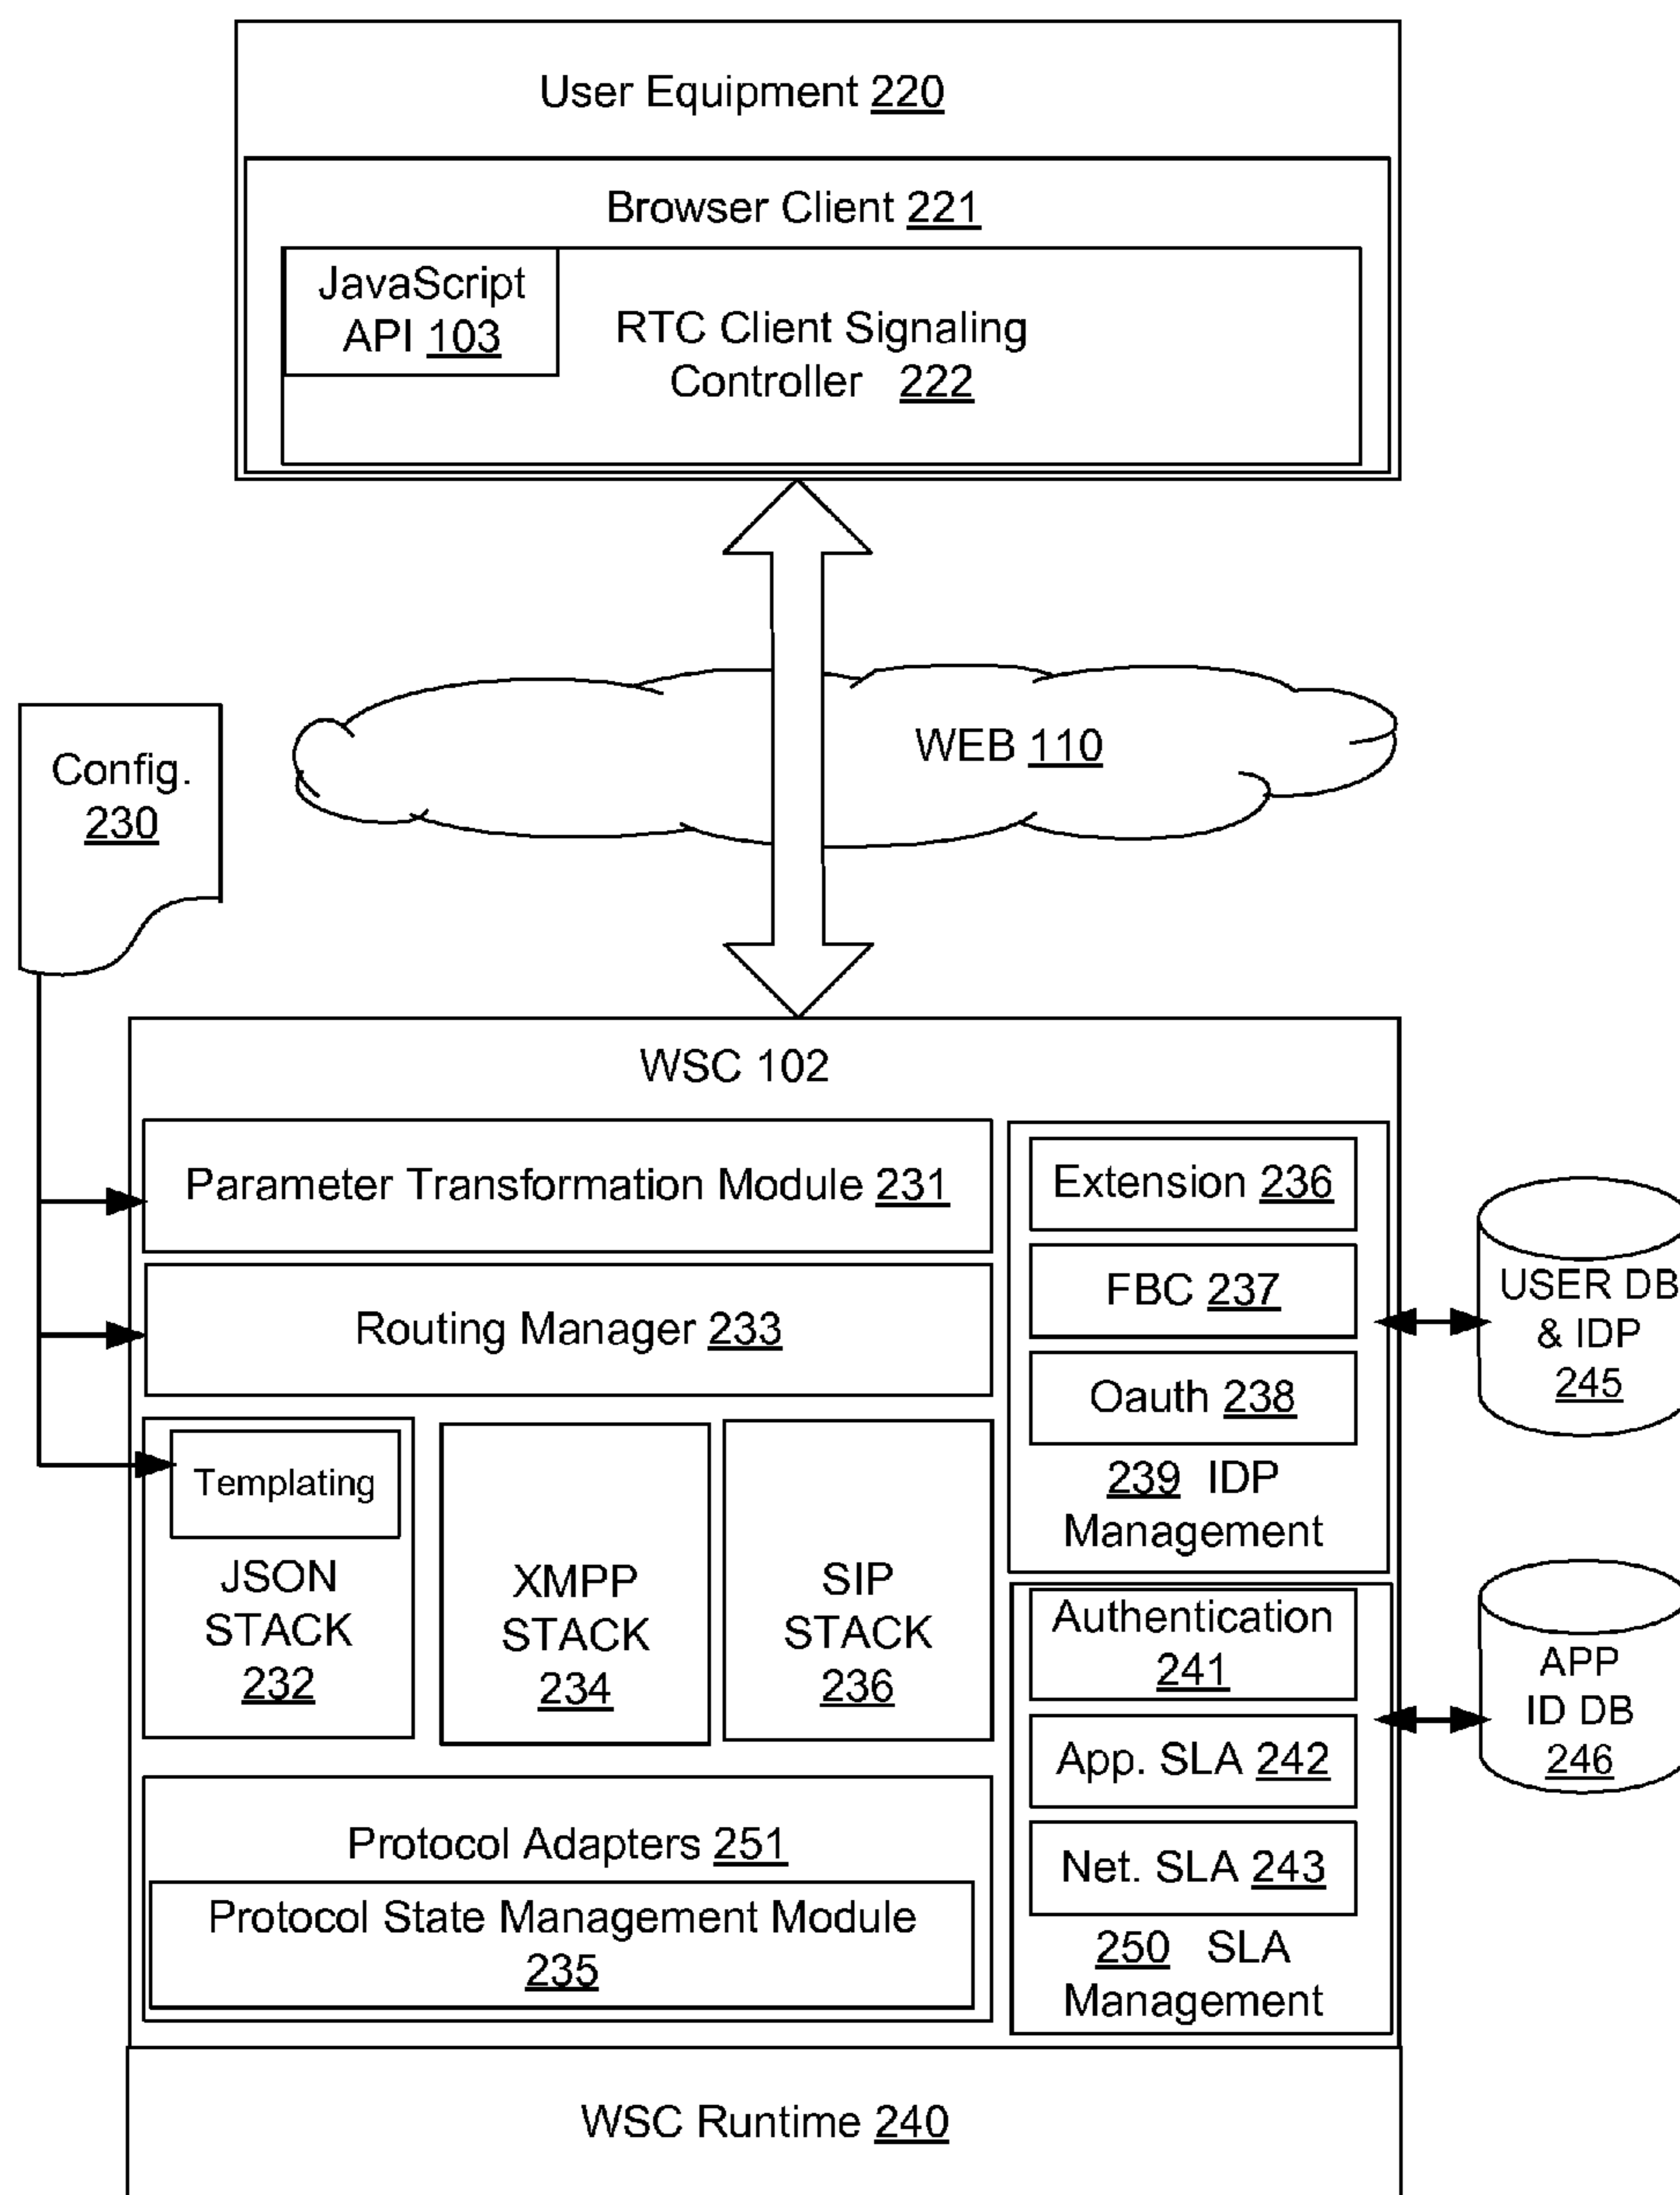 User Equipment 220
Browser Client 221
JavaScript
API 103
RTC Client Signaling
Controller 222
WEB 110
Config.
230
WSC 102
Parameter Transformation Module 231
Routing Manager 233
Templating
JSON
STACK
232
XMPP
STACK
234
SIP
STACK
236
Protocol Adapters 251
Protocol State Management Module
235
Extension 236
FBC 237
Oauth 238
239 IDP
Management
Authentication
241
App. SLA 242
Net. SLA 243
250 SLA
Management
USER DB
& IDP
245
APP
ID DB
246
WSC Runtime 240